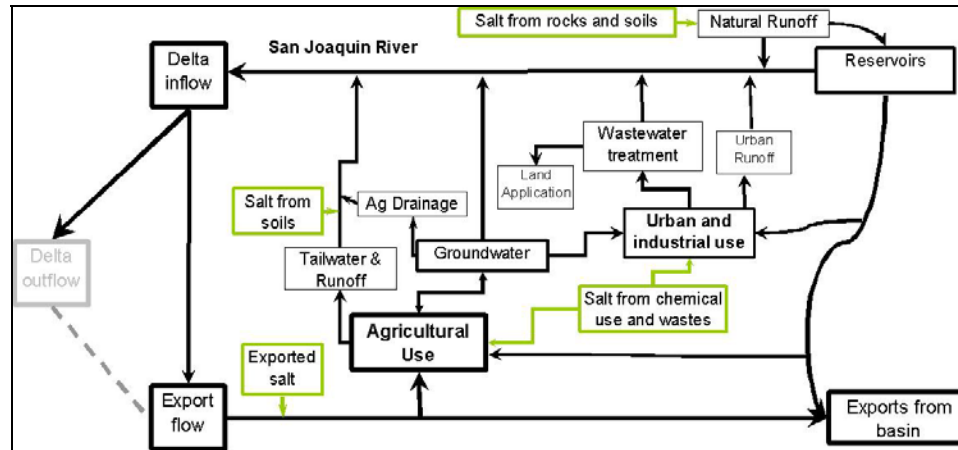 Salt from rocks and soils
Natural Runoff
San Joaquin River
Delta
inflow
Reservoirs
Wastewater
treatment
Urban
Runoff
Land
Application
Salt from
soils
Ag Drainage
Urban and
industrial use
Delta
outflow
Tailwater &
Runoff
Groundwater
Salt from chemical
use and wastes
Agricultural
Use
Exported
salt
Export
flow
Exports from
basin